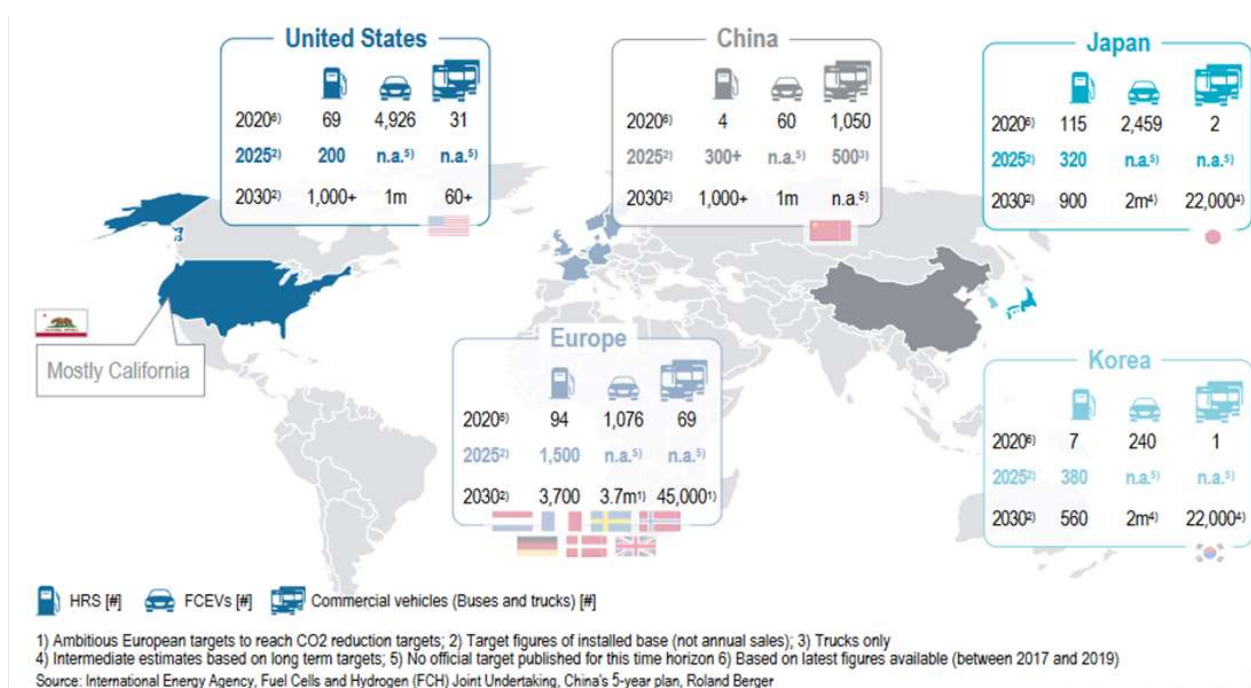 United States
2020⁶⁾ 69 4,926 31
2025²⁾ 200 n.a.⁵⁾ n.a.⁵⁾
2030²⁾ 1,000+ 1m 60+
China
2020⁶⁾ 4 60 1,050
2025²⁾ 300+ n.a.⁵⁾ 500³⁾
2030²⁾ 1,000+ 1m n.a.⁵⁾
Japan
2020⁶⁾ 115 2,459 2
2025²⁾ 320 n.a.⁵⁾ n.a.⁵⁾
2030²⁾ 900 2m⁴⁾ 22,000⁴⁾
Mostly California
Europe
2020⁶⁾ 94 1,076 69
2025²⁾ 1,500 n.a.⁵⁾ n.a.⁵⁾
2030²⁾ 3,700 3.7m¹⁾ 45,000¹⁾
Korea
2020⁶⁾ 7 240 1
2025²⁾ 380 n.a.⁵⁾ n.a.⁵⁾
2030²⁾ 560 2m⁴⁾ 22,000⁴⁾
HRS [#] FCEVs [#] Commercial vehicles (Buses and trucks) [#]
1) Ambitious European targets to reach CO2 reduction targets; 2) Target figures of installed base (not annual sales); 3) Trucks only
4) Intermediate estimates based on long term targets; 5) No official target published for this time horizon 6) Based on latest figures available (between 2017 and 2019)
Source: International Energy Agency, Fuel Cells and Hydrogen (FCH) Joint Undertaking, China's 5-year plan, Roland Berger